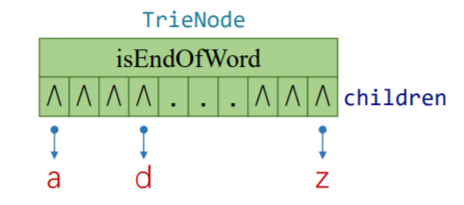 TrieNode
isEndOfWord
Λ Λ Λ Λ . . . Λ Λ Λ children
a d z